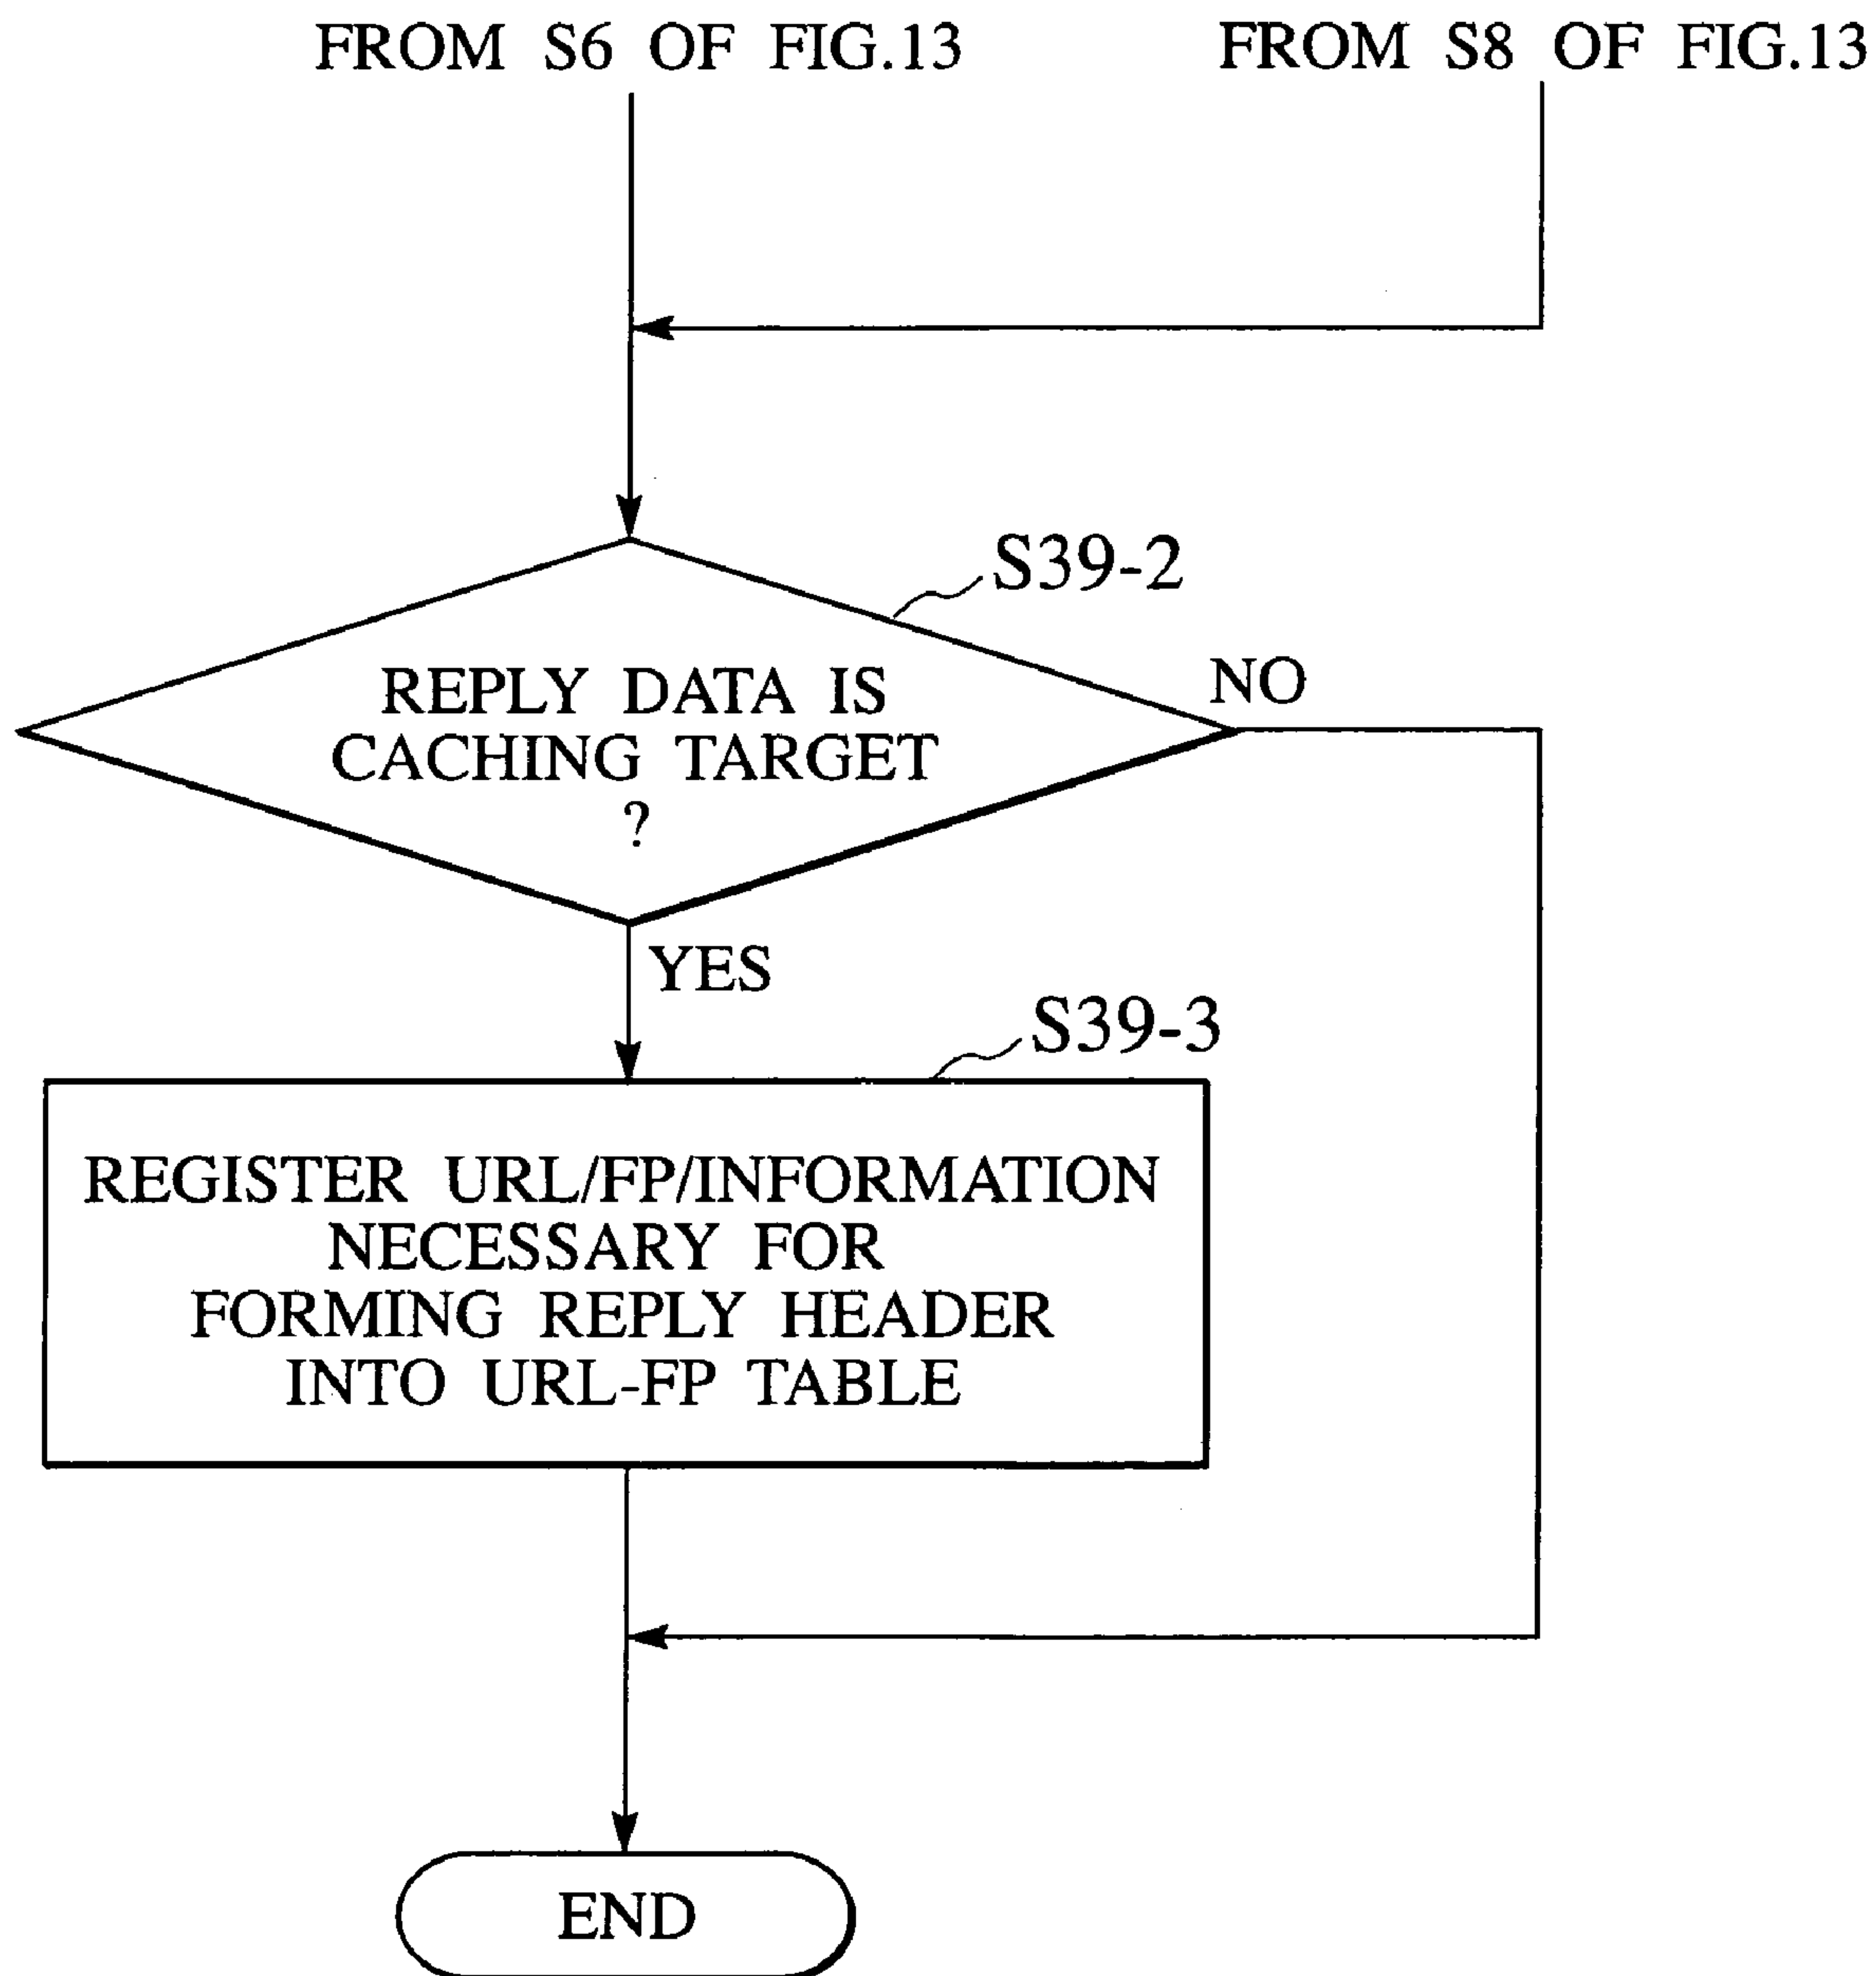 FROM S6 OF FIG.13
FROM S8 OF FIG.13
S39-2
REPLY DATA IS
CACHING TARGET
?
NO
YES
S39-3
REGISTER URL/FP/INFORMATION
NECESSARY FOR
FORMING REPLY HEADER
INTO URL-FP TABLE
END